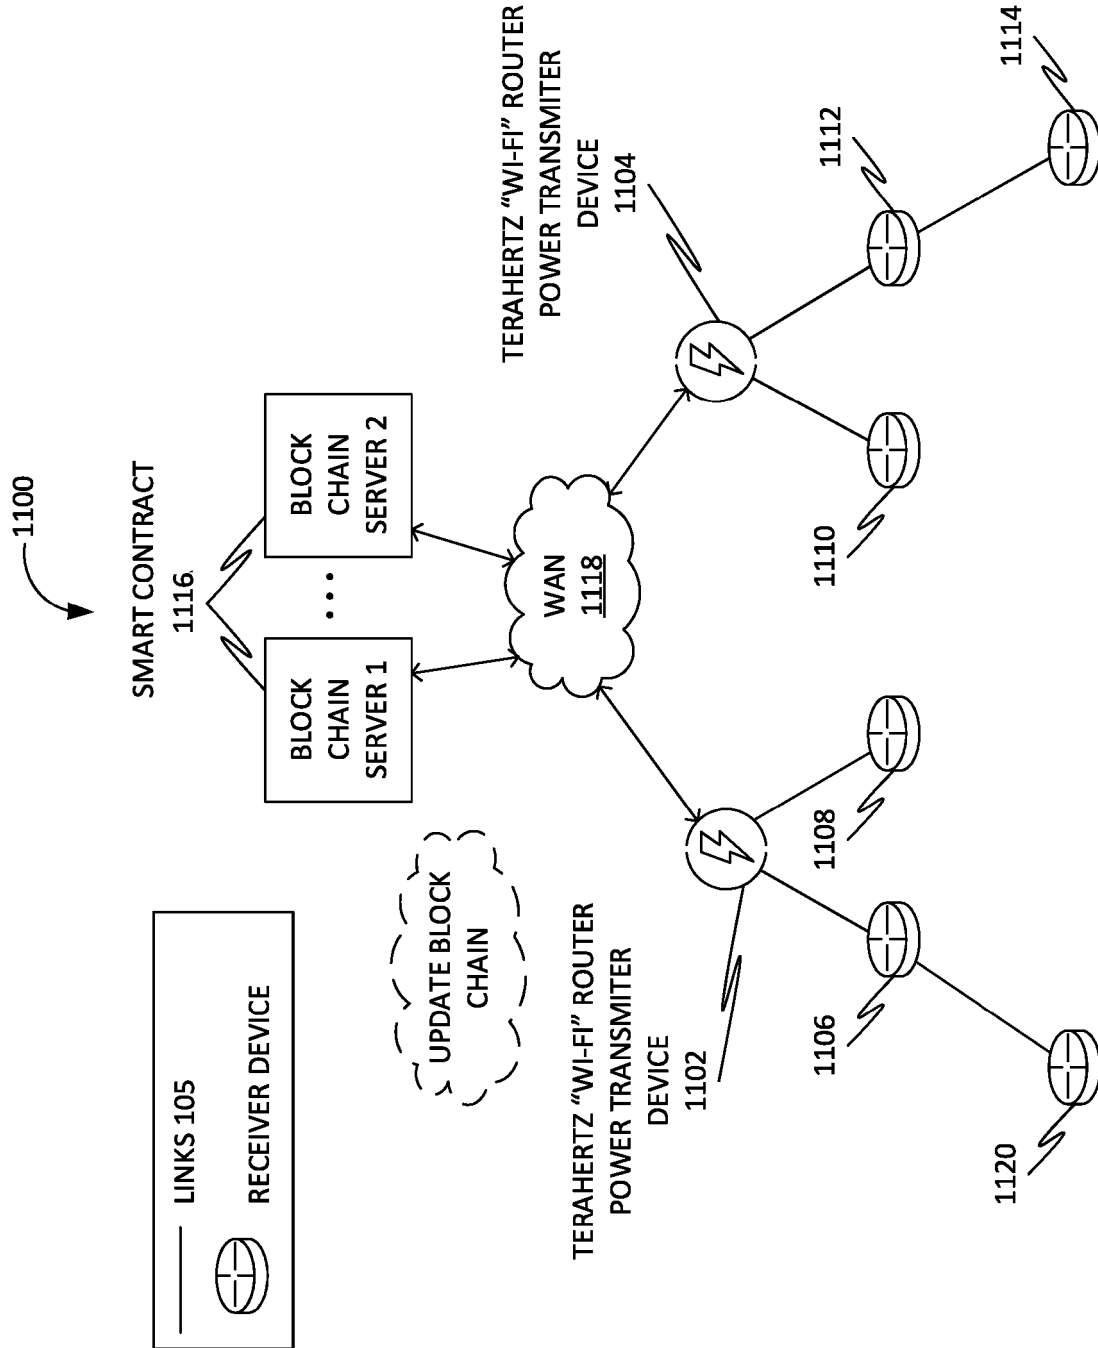 1100
SMART CONTRACT
1116
LINKS 105
RECEIVER DEVICE
UPDATE BLOCK
CHAIN
BLOCK
CHAIN
SERVER 1
BLOCK
CHAIN
SERVER 2
WAN
1118
TERAHERTZ “WI-FI” ROUTER
POWER TRANSMITER
DEVICE
1102
TERAHERTZ “WI-FI” ROUTER
POWER TRANSMITER
DEVICE
1104
1106
1108
1110
1112
1120
1114